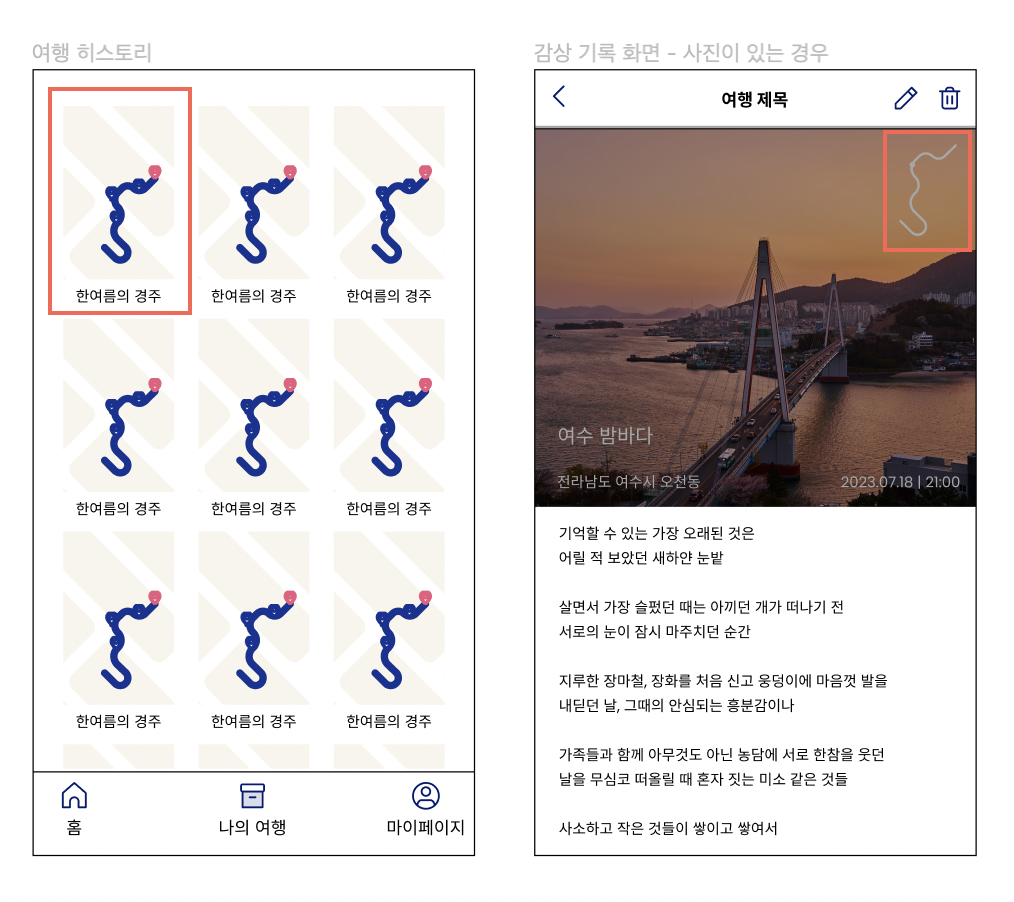 여행 히스토리
한여름의 경주
한여름의 경주
한여름의 경주
한여름의 경주
한여름의 경주
한여름의 경주
한여름의 경주
한여름의 경주
한여름의 경주
홈
나의 여행
마이페이지
감상 기록 화면 - 사진이 있는 경우
여행 제목
여수 밤바다
전라남도 여수시 오천동
2023.07.18 | 21:00
기억할 수 있는 가장 오래된 것은
어릴 적 보았던 새하얀 눈밭
살면서 가장 슬펐던 때는 아끼던 개가 떠나기 전
서로의 눈이 잠시 마주치던 순간
지루한 장마철, 장화를 처음 신고 웅덩이에 마음껏 발을
내딛던 날, 그때의 안심되는 흥분감이나
가족들과 함께 아무것도 아닌 농담에 서로 한참을 웃던
날을 무심코 떠올릴 때 혼자 짓는 미소 같은 것들
사소하고 작은 것들이 쌓이고 쌓여서